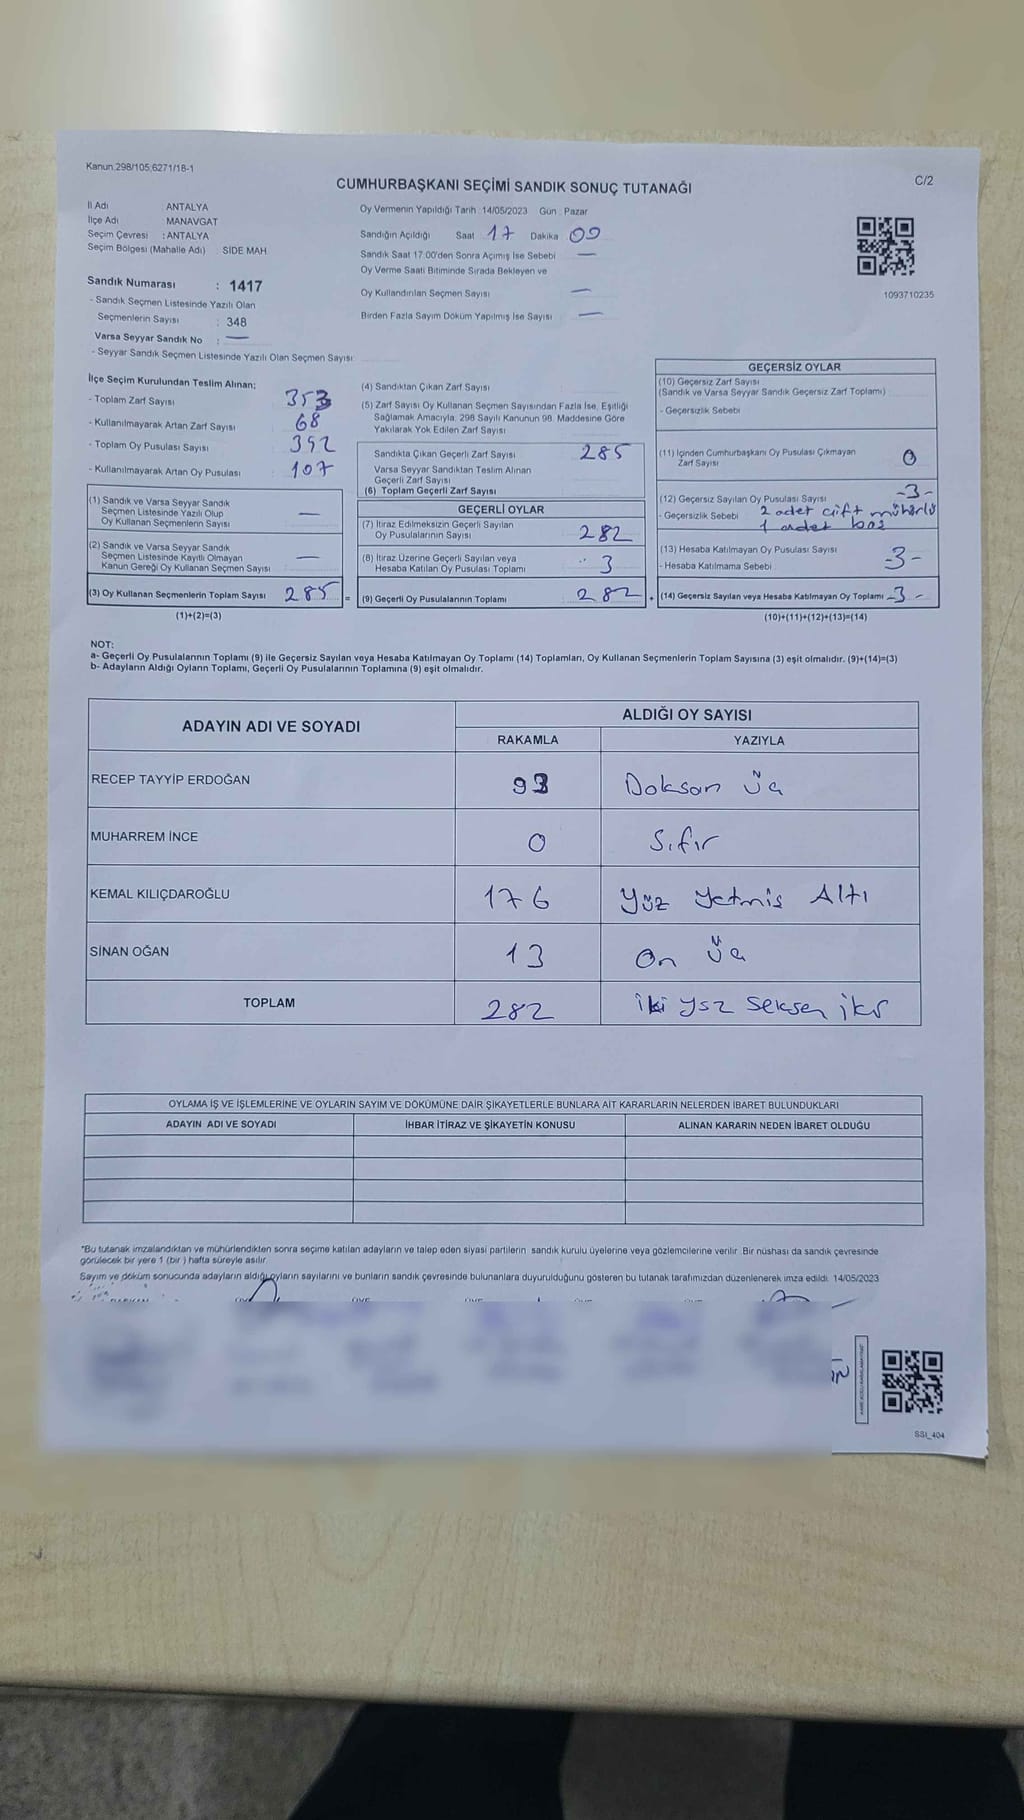 Kanun.298/105;6271/18-1
C/2
CUMHURBAŞKANI SEÇİMİ SANDIK SONUÇ TUTANAĞI
İl Adı : ANTALYA
İlçe Adı : MANAVGAT
Seçim Çevresi : ANTALYA
Seçim Bölgesi (Mahalle Adı) : SİDE MAH
Sandık Numarası : 1417
- Sandık Seçmen Listesinde Yazılı Olan
Seçmenlerin Sayısı : 348
Varsa Seyyar Sandık No : —
- Seyyar Sandık Seçmen Listesinde Yazılı Olan Seçmen Sayısı
Oy Vermenin Yapıldığı Tarih :14/05/2023 Gün : Pazar
Sandığın Açıldığı Saat 17 Dakika 00
Sandık Saat 17:00'den Sonra Açımış İse Sebebi —
Oy Verme Saati Bitiminde Sırada Bekleyen ve
Oy Kullandırılan Seçmen Sayısı —
Birden Fazla Sayım Döküm Yapılmış İse Sayısı —
1093710235
İlçe Seçim Kurulundan Teslim Alınan;
- Toplam Zarf Sayısı 353
- Kullanılmayarak Artan Zarf Sayısı 68
- Toplam Oy Pusulası Sayısı 392
- Kullanılmayarak Artan Oy Pusulası 107
(1) Sandık ve Varsa Seyyar Sandık
Seçmen Listesinde Yazılı Olup
Oy Kullanan Seçmenlerin Sayısı —
(2) Sandık ve Varsa Seyyar Sandık
Seçmen Listesinde Kayıtlı Olmayan
Kanun Gereği Oy Kullanan Seçmen Sayısı —
(3) Oy Kullanan Seçmenlerin Toplam Sayısı 285 =
(1)+(2)=(3)
(4) Sandıktan Çıkan Zarf Sayısı
(5) Zarf Sayısı Oy Kullanan Seçmen Sayısından Fazla İse, Eşitliği
Sağlamak Amacıyla, 298 Sayılı Kanunun 98. Maddesine Göre
Yakılarak Yok Edilen Zarf Sayısı
Sandıkta Çıkan Geçerli Zarf Sayısı 285
Varsa Seyyar Sandıktan Teslim Alınan
Geçerli Zarf Sayısı
(6) Toplam Geçerli Zarf Sayısı
GEÇERLİ OYLAR
(7) İtiraz Edilmeksizin Geçerli Sayılan
Oy Pusulalarının Sayısı 282
(8) İtiraz Üzerine Geçerli Sayılan veya
Hesaba Katılan Oy Pusulası Toplamı 3
(9) Geçerli Oy Pusulalarının Toplamı 282 +
GEÇERSİZ OYLAR
(10) Geçersiz Zarf Sayısı
(Sandık ve Varsa Seyyar Sandık Geçersiz Zarf Toplamı)
- Geçersizlik Sebebi
(11) İçinden Cumhurbaşkanı Oy Pusulası Çıkmayan
Zarf Sayısı 0
(12) Geçersiz Sayılan Oy Pusulası Sayısı -3-
- Geçersizlik Sebebi 2 adet çift mühürlü
1 adet boş
(13) Hesaba Katılmayan Oy Pusulası Sayısı
- Hesaba Katılmama Sebebi -3-
(14) Geçersiz Sayılan veya Hesaba Katılmayan Oy Toplamı -3-
(10)+(11)+(12)+(13)=(14)
NOT:
a- Geçerli Oy Pusulalarının Toplamı (9) ile Geçersiz Sayılan veya Hesaba Katılmayan Oy Toplamı (14) Toplamları, Oy Kullanan Seçmenlerin Toplam Sayısına (3) eşit olmalıdır. (9)+(14)=(3)
b- Adayların Aldığı Oyların Toplamı, Geçerli Oy Pusulalarının Toplamına (9) eşit olmalıdır.
ADAYIN ADI VE SOYADI
ALDIĞI OY SAYISI
RAKAMLA YAZIYLA
RECEP TAYYİP ERDOĞAN 93 Doksan üç
MUHARREM İNCE 0 Sıfır
KEMAL KILIÇDAROĞLU 176 Yüz Yetmiş Altı
SİNAN OĞAN 13 On üç
TOPLAM 282 iki yüz seksen iki
OYLAMA İŞ VE İŞLEMLERİNE VE OYLARIN SAYIM VE DÖKÜMÜNE DAİR ŞİKAYETLERLE BUNLARA AİT KARARLARIN NELERDEN İBARET BULUNDUKLARI
ADAYIN ADI VE SOYADI İHBAR İTİRAZ VE ŞİKAYETİN KONUSU ALINAN KARARIN NEDEN İBARET OLDUĞU
*Bu tutanak imzalandıktan ve mühürlendikten sonra seçime katılan adayların ve talep eden siyasi partilerin sandık kurulu üyelerine veya gözlemcilerine verilir. Bir nüshası da sandık çevresinde
görülecek bir yere 1 (bir ) hafta süreyle asılır.
Sayım ve döküm sonucunda adayların aldığı oyların sayılarını ve bunların sandık çevresinde bulunanlara duyurulduğunu gösteren bu tutanak tarafımızdan düzenlenerek imza edildi. 14/05/2023
SSI_404